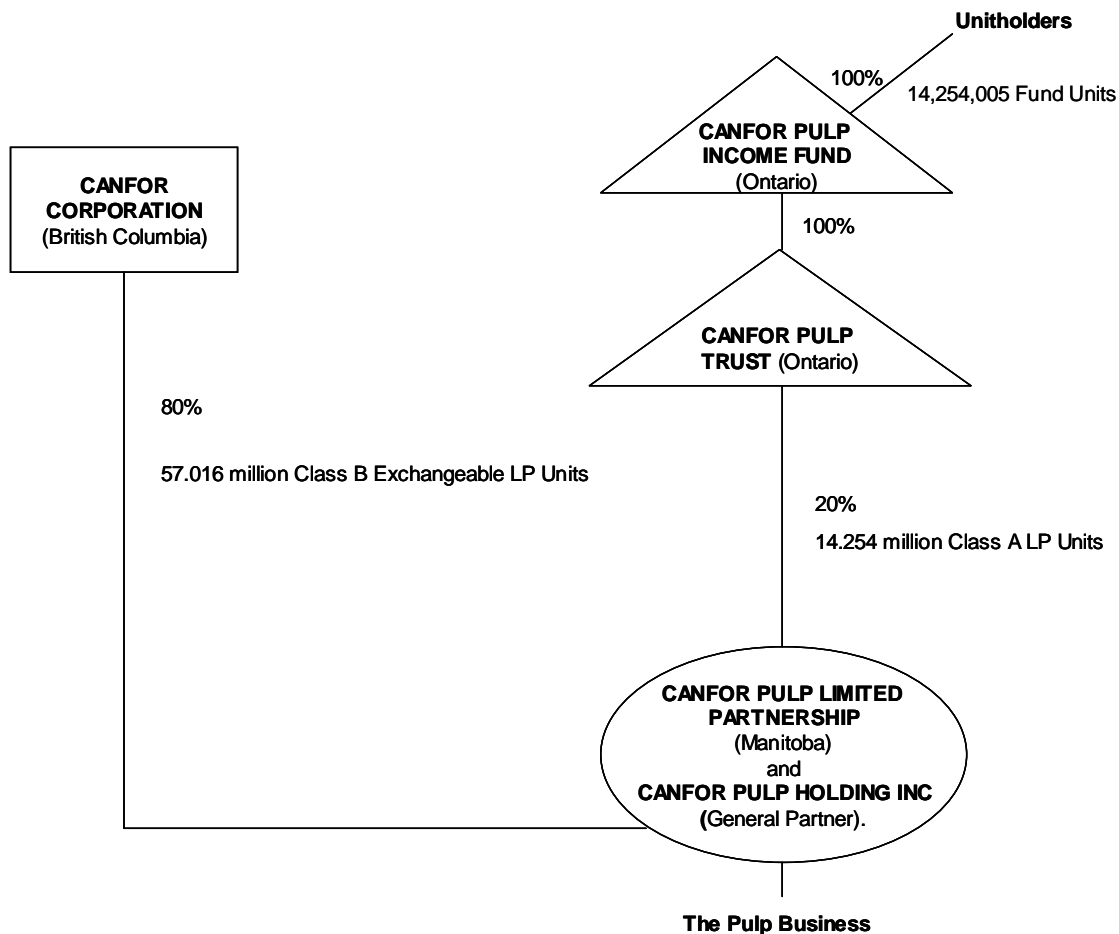 Unitholders
100%
14,254,005 Fund Units
CANFOR PULP
INCOME FUND
(Ontario)
CANFOR
CORPORATION
(British Columbia)
100%
CANFOR PULP
TRUST (Ontario)
80%
57.016 million Class B Exchangeable LP Units
20%
14.254 million Class A LP Units
CANFOR PULP LIMITED
PARTNERSHIP
(Manitoba)
and
CANFOR PULP HOLDING INC
(General Partner).
The Pulp Business